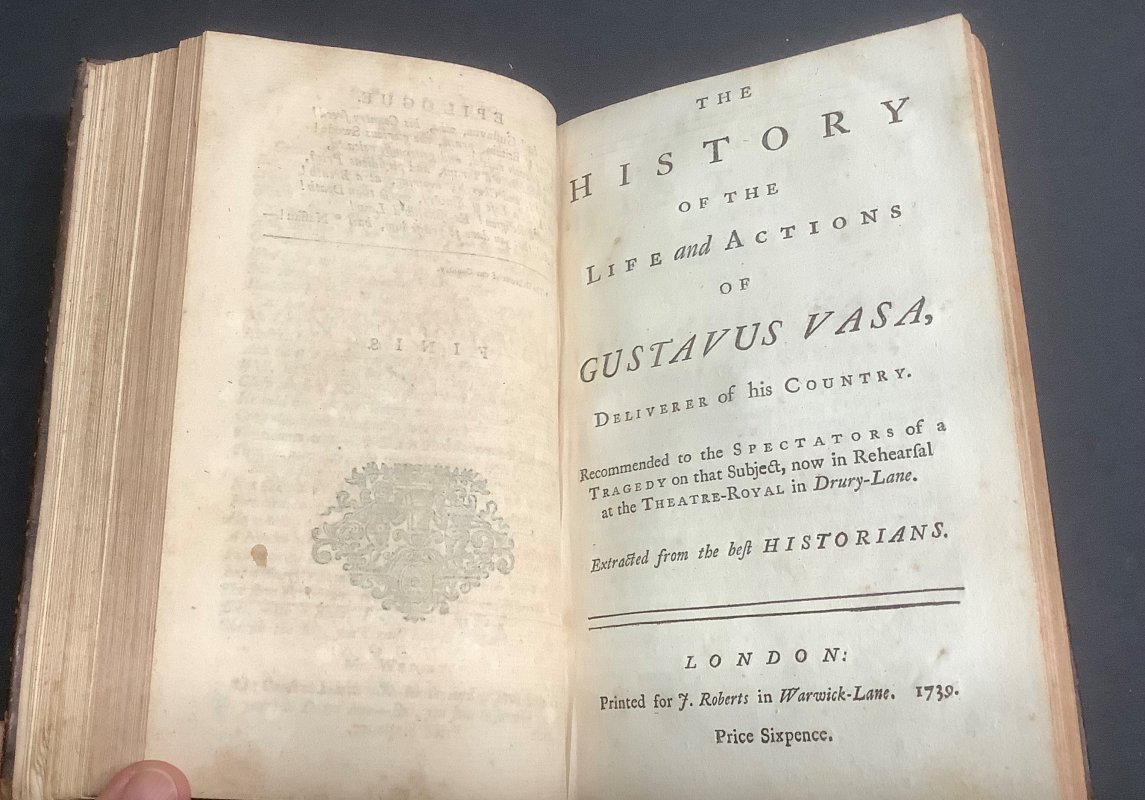 EPILOGUE.
FINIS.
THE
HISTORY
OF THE
LIFE and ACTIONS
OF
GUSTAVUS VASA,
DELIVERER of his COUNTRY.
Recommended to the SPECTATORS of a
TRAGEDY on that Subject, now in Rehearſal
at the THEATRE-ROYAL in Drury-Lane.
Extracted from the beſt HISTORIANS.
LONDON:
Printed for J. Roberts in Warwick-Lane. 1739.
Price Sixpence.